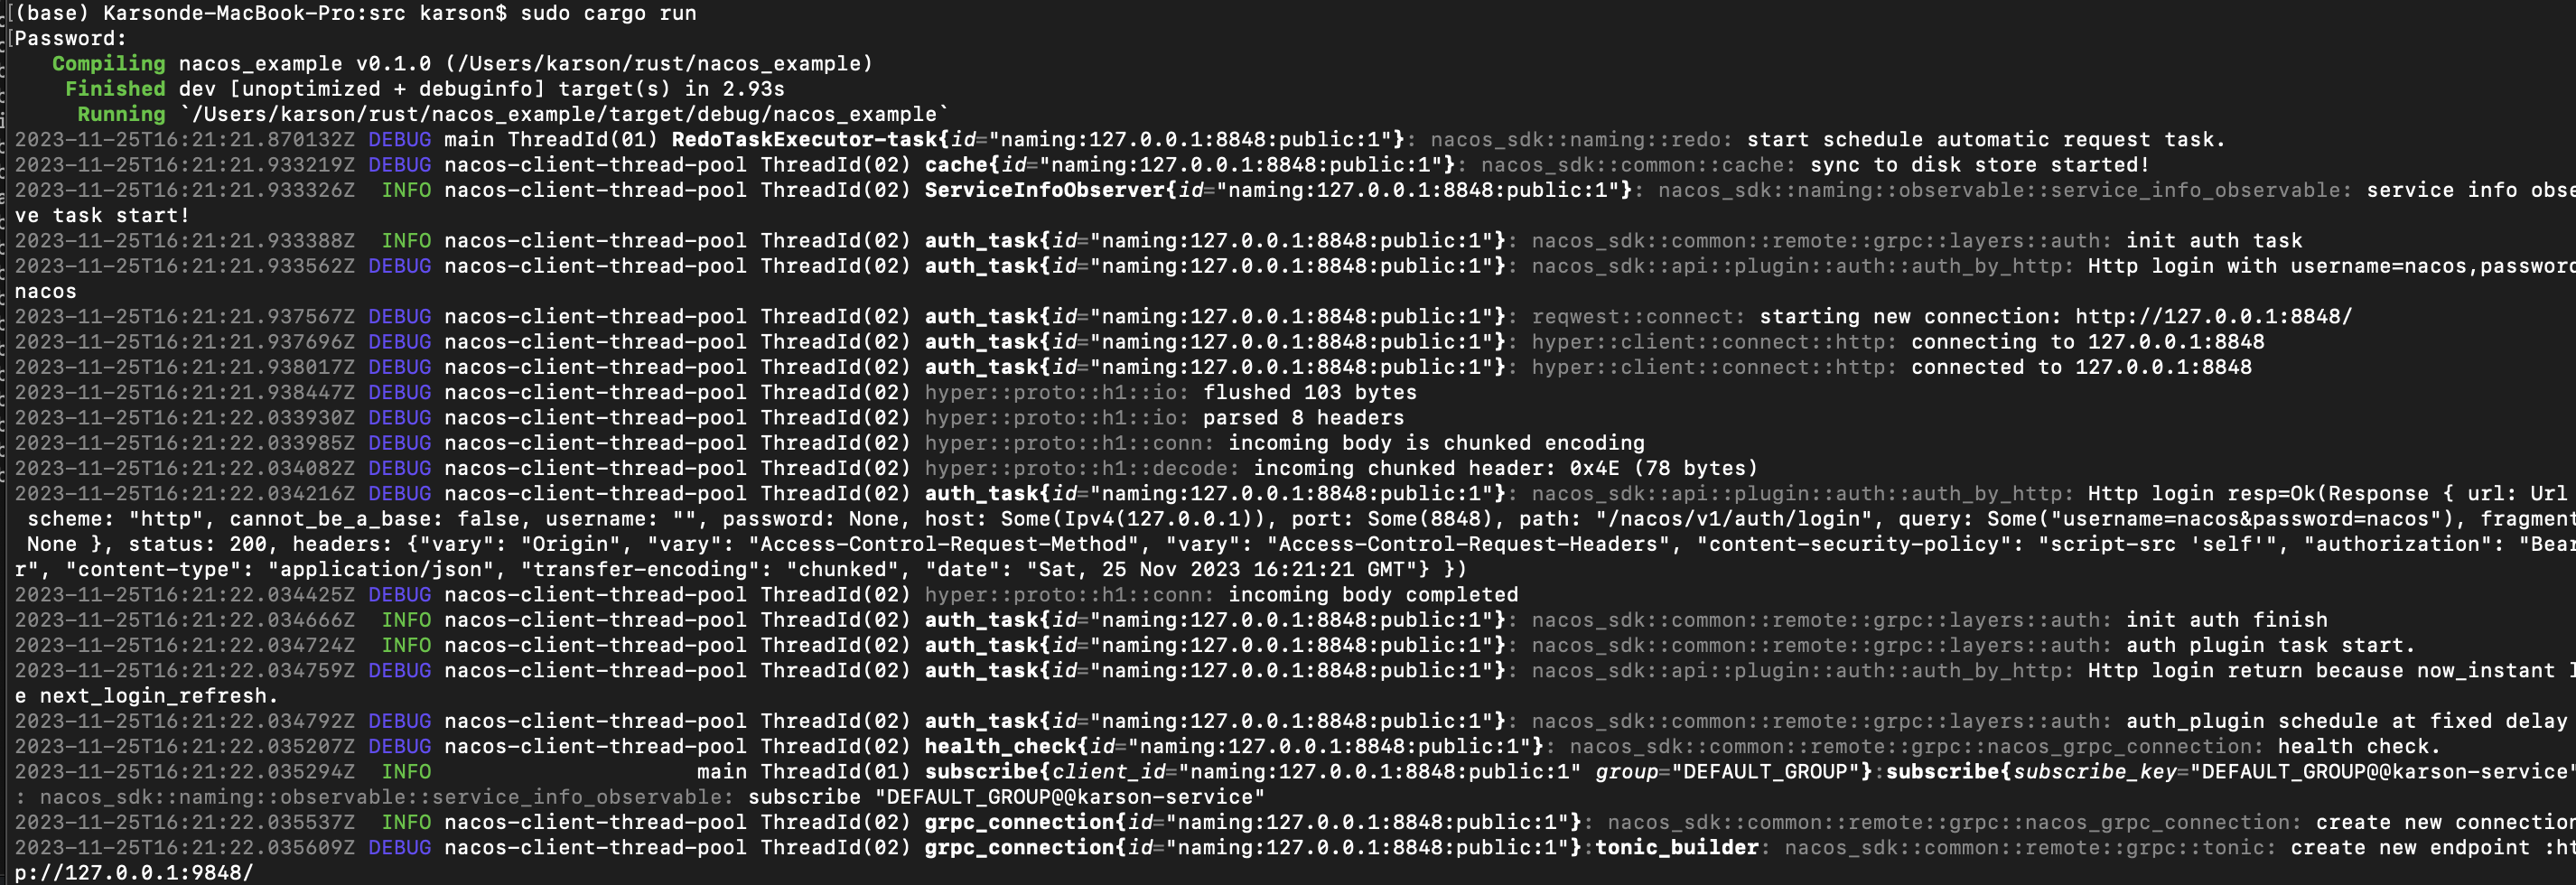 (base) Karsonde-MacBook-Pro:src karson$ sudo cargo run
Password:
   Compiling nacos_example v0.1.0 (/Users/karson/rust/nacos_example)
    Finished dev [unoptimized + debuginfo] target(s) in 2.93s
     Running `/Users/karson/rust/nacos_example/target/debug/nacos_example`
2023-11-25T16:21:21.870132Z DEBUG main ThreadId(01) RedoTaskExecutor-task{id="naming:127.0.0.1:8848:public:1"}: nacos_sdk::naming::redo: start schedule automatic request task.
2023-11-25T16:21:21.933219Z DEBUG nacos-client-thread-pool ThreadId(02) cache{id="naming:127.0.0.1:8848:public:1"}: nacos_sdk::common::cache: sync to disk store started!
2023-11-25T16:21:21.933326Z  INFO nacos-client-thread-pool ThreadId(02) ServiceInfoObserver{id="naming:127.0.0.1:8848:public:1"}: nacos_sdk::naming::observable::service_info_observable: service info obse
ve task start!
2023-11-25T16:21:21.933388Z  INFO nacos-client-thread-pool ThreadId(02) auth_task{id="naming:127.0.0.1:8848:public:1"}: nacos_sdk::common::remote::grpc::layers::auth: init auth task
2023-11-25T16:21:21.933562Z DEBUG nacos-client-thread-pool ThreadId(02) auth_task{id="naming:127.0.0.1:8848:public:1"}: nacos_sdk::api::plugin::auth::auth_by_http: Http login with username=nacos,password
nacos
2023-11-25T16:21:21.937567Z DEBUG nacos-client-thread-pool ThreadId(02) auth_task{id="naming:127.0.0.1:8848:public:1"}: reqwest::connect: starting new connection: http://127.0.0.1:8848/
2023-11-25T16:21:21.937696Z DEBUG nacos-client-thread-pool ThreadId(02) auth_task{id="naming:127.0.0.1:8848:public:1"}: hyper::client::connect::http: connecting to 127.0.0.1:8848
2023-11-25T16:21:21.938017Z DEBUG nacos-client-thread-pool ThreadId(02) auth_task{id="naming:127.0.0.1:8848:public:1"}: hyper::client::connect::http: connected to 127.0.0.1:8848
2023-11-25T16:21:21.938447Z DEBUG nacos-client-thread-pool ThreadId(02) hyper::proto::h1::io: flushed 103 bytes
2023-11-25T16:21:22.033930Z DEBUG nacos-client-thread-pool ThreadId(02) hyper::proto::h1::io: parsed 8 headers
2023-11-25T16:21:22.033985Z DEBUG nacos-client-thread-pool ThreadId(02) hyper::proto::h1::conn: incoming body is chunked encoding
2023-11-25T16:21:22.034082Z DEBUG nacos-client-thread-pool ThreadId(02) hyper::proto::h1::decode: incoming chunked header: 0x4E (78 bytes)
2023-11-25T16:21:22.034216Z DEBUG nacos-client-thread-pool ThreadId(02) auth_task{id="naming:127.0.0.1:8848:public:1"}: nacos_sdk::api::plugin::auth::auth_by_http: Http login resp=Ok(Response { url: Url
 scheme: "http", cannot_be_a_base: false, username: "", password: None, host: Some(Ipv4(127.0.0.1)), port: Some(8848), path: "/nacos/v1/auth/login", query: Some("username=nacos&password=nacos"), fragment
 None }, status: 200, headers: {"vary": "Origin", "vary": "Access-Control-Request-Method", "vary": "Access-Control-Request-Headers", "content-security-policy": "script-src 'self'", "authorization": "Bear
r", "content-type": "application/json", "transfer-encoding": "chunked", "date": "Sat, 25 Nov 2023 16:21:21 GMT"} })
2023-11-25T16:21:22.034425Z DEBUG nacos-client-thread-pool ThreadId(02) hyper::proto::h1::conn: incoming body completed
2023-11-25T16:21:22.034666Z  INFO nacos-client-thread-pool ThreadId(02) auth_task{id="naming:127.0.0.1:8848:public:1"}: nacos_sdk::common::remote::grpc::layers::auth: init auth finish
2023-11-25T16:21:22.034724Z  INFO nacos-client-thread-pool ThreadId(02) auth_task{id="naming:127.0.0.1:8848:public:1"}: nacos_sdk::common::remote::grpc::layers::auth: auth plugin task start.
2023-11-25T16:21:22.034759Z DEBUG nacos-client-thread-pool ThreadId(02) auth_task{id="naming:127.0.0.1:8848:public:1"}: nacos_sdk::api::plugin::auth::auth_by_http: Http login return because now_instant l
e next_login_refresh.
2023-11-25T16:21:22.034792Z DEBUG nacos-client-thread-pool ThreadId(02) auth_task{id="naming:127.0.0.1:8848:public:1"}: nacos_sdk::common::remote::grpc::layers::auth: auth_plugin schedule at fixed delay
2023-11-25T16:21:22.035207Z DEBUG nacos-client-thread-pool ThreadId(02) health_check{id="naming:127.0.0.1:8848:public:1"}: nacos_sdk::common::remote::grpc::nacos_grpc_connection: health check.
2023-11-25T16:21:22.035294Z  INFO                     main ThreadId(01) subscribe{client_id="naming:127.0.0.1:8848:public:1" group="DEFAULT_GROUP"}:subscribe{subscribe_key="DEFAULT_GROUP@@karson-service"
: nacos_sdk::naming::observable::service_info_observable: subscribe "DEFAULT_GROUP@@karson-service"
2023-11-25T16:21:22.035537Z  INFO nacos-client-thread-pool ThreadId(02) grpc_connection{id="naming:127.0.0.1:8848:public:1"}: nacos_sdk::common::remote::grpc::nacos_grpc_connection: create new connection
2023-11-25T16:21:22.035609Z DEBUG nacos-client-thread-pool ThreadId(02) grpc_connection{id="naming:127.0.0.1:8848:public:1"}:tonic_builder: nacos_sdk::common::remote::grpc::tonic: create new endpoint :ht
p://127.0.0.1:9848/